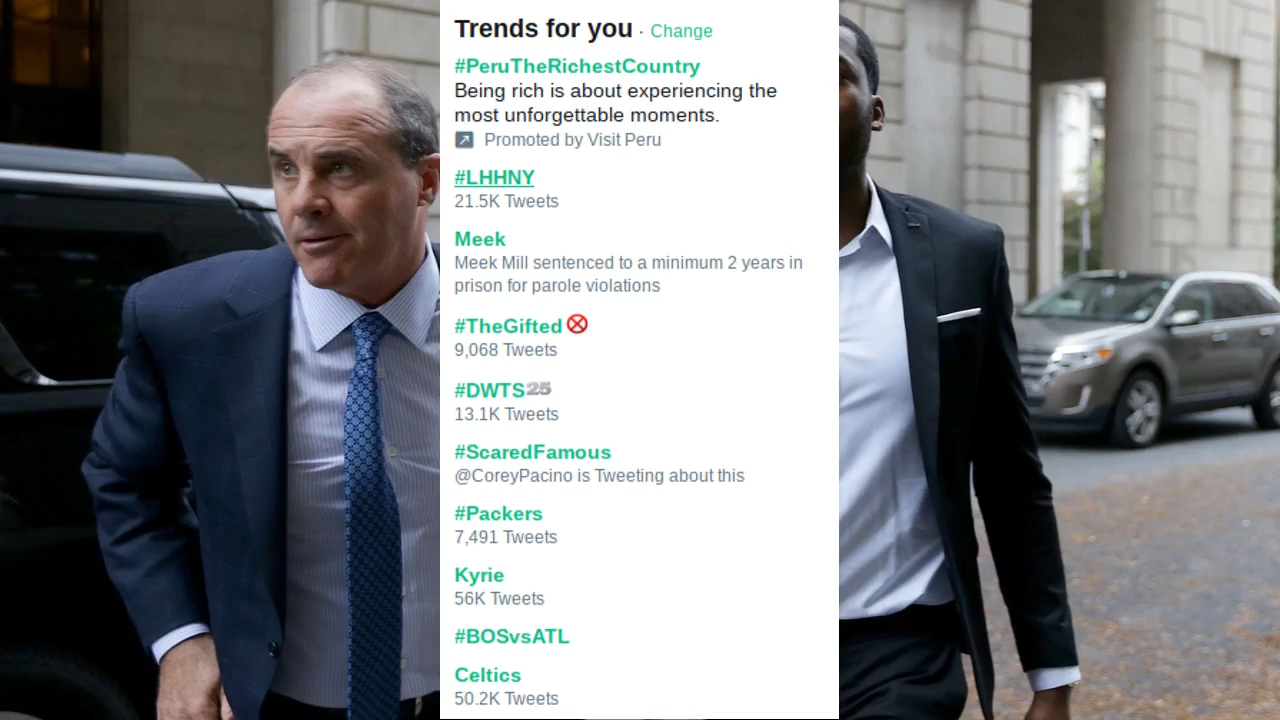 Trends for you · Change
#PeruTheRichestCountry
Being rich is about experiencing the
most unforgettable moments.
Promoted by Visit Peru
#LHHNY
21.5K Tweets
Meek
Meek Mill sentenced to a minimum 2 years in
prison for parole violations
#TheGifted
9,068 Tweets
#DWTS25
13.1K Tweets
#ScaredFamous
@CoreyPacino is Tweeting about this
#Packers
7,491 Tweets
Kyrie
56K Tweets
#BOSvsATL
Celtics
50.2K Tweets